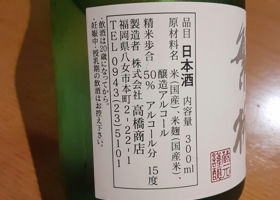 品目 日本酒 内容量 300ml
原材料名 米(国産)、米麹(国産米)、
醸造アルコール
精米歩合 50% アルコール分 15度
製造者 株式会社 高橋商店
福岡県八女市本町2-22-1
TEL 0943(23)5101
・飲酒は20歳になってから。
・妊娠中・授乳期の飲酒はお控え下さい。